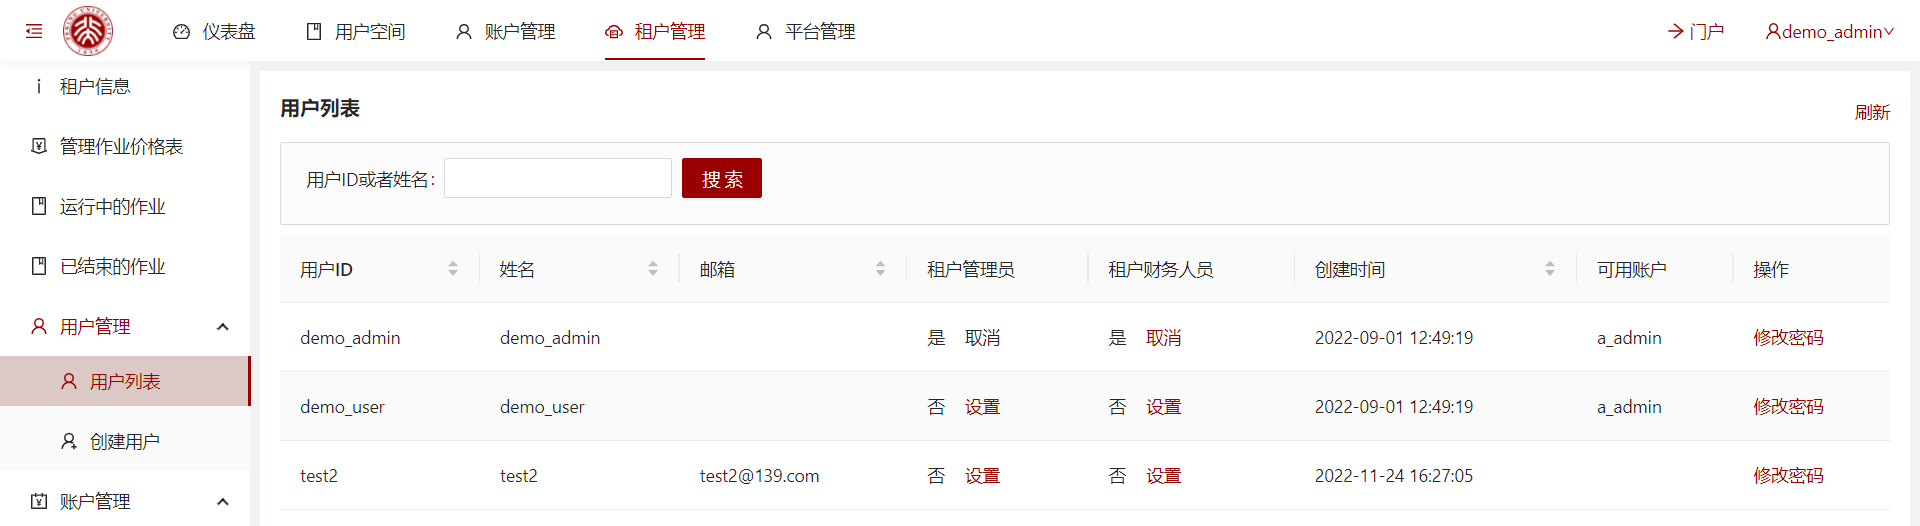 仪表盘 用户空间 账户管理 租户管理 平台管理 门户 demo_admin
租户信息
管理作业价格表
运行中的作业
已结束的作业
用户管理
用户列表
创建用户
账户管理
用户列表
刷新
用户ID或者姓名: 搜 索
用户ID 姓名 邮箱 租户管理员 租户财务人员 创建时间 可用账户 操作
demo_admin demo_admin 是 取消 是 取消 2022-09-01 12:49:19 a_admin 修改密码
demo_user demo_user 否 设置 否 设置 2022-09-01 12:49:19 a_admin 修改密码
test2 test2 test2@139.com 否 设置 否 设置 2022-11-24 16:27:05 修改密码